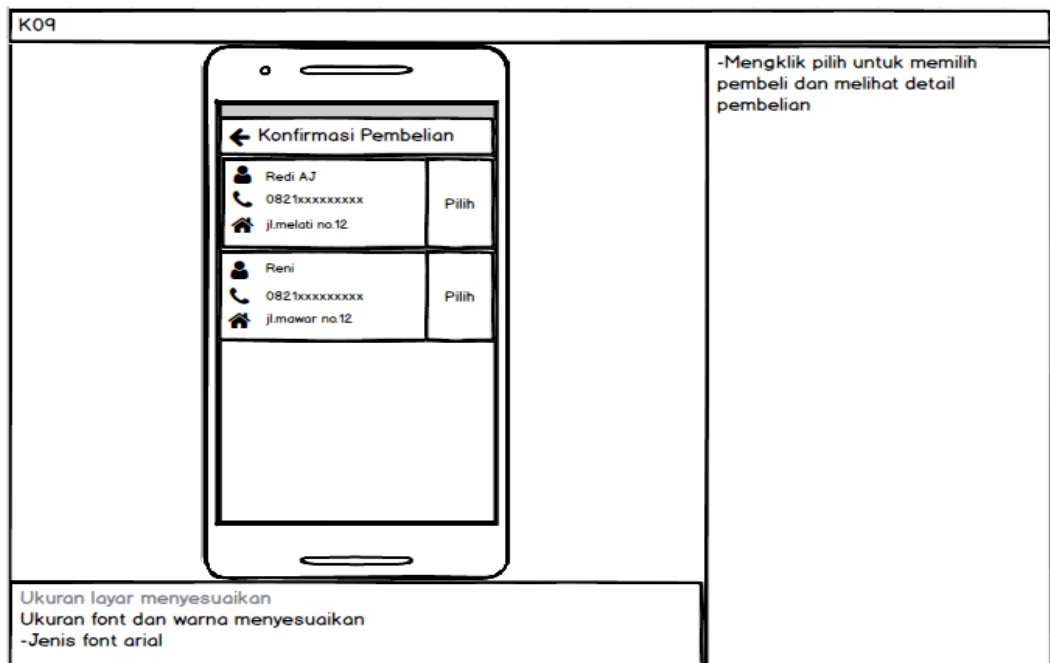 K09
Konfirmasi Pembelian
Redi AJ
0821xxxxxxxxx
jl.melati no.12
Pilih
Reni
0821xxxxxxxxx
jl.mawar no.12
Pilih
-Mengklik pilih untuk memilih
pembeli dan melihat detail
pembelian
Ukuran layar menyesuaikan
Ukuran font dan warna menyesuaikan
-Jenis font arial